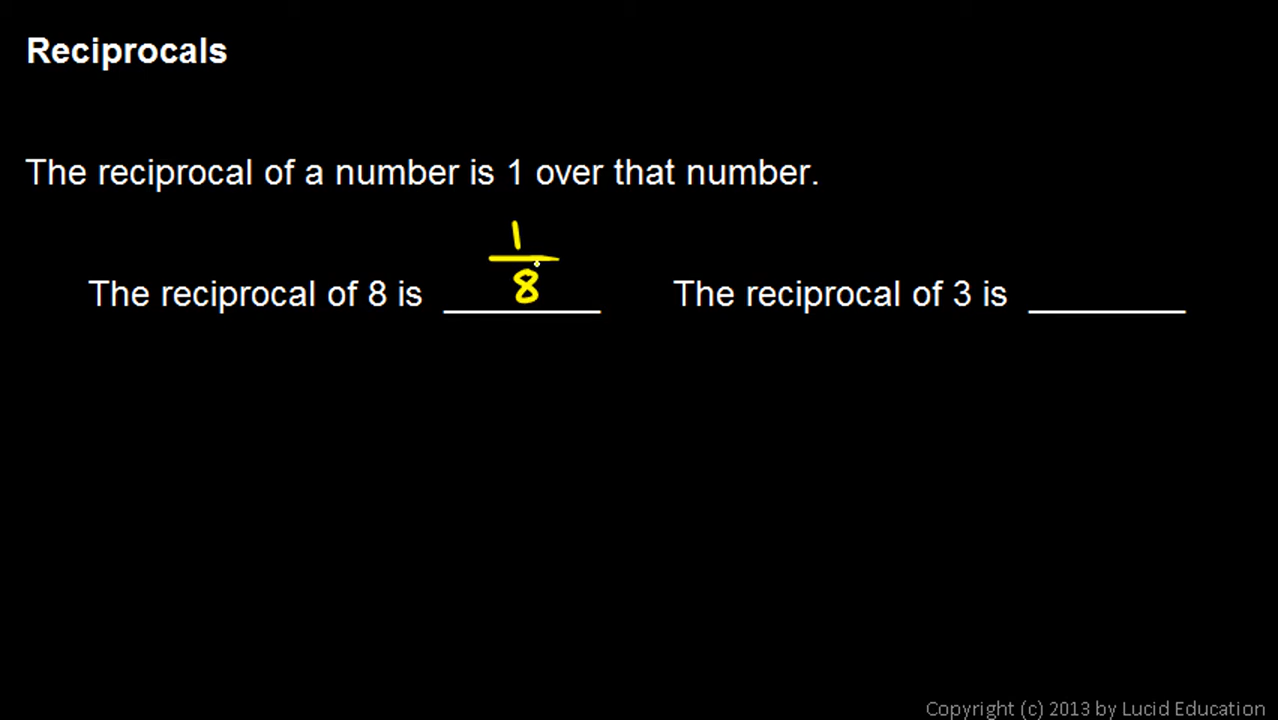 Reciprocals
The reciprocal of a number is 1 over that number.
The reciprocal of 8 is 1/8 The reciprocal of 3 is ________
Copyright (c) 2013 by Lucid Education